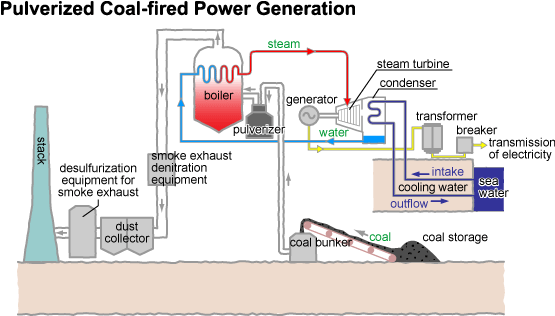 Pulverized Coal-fired Power Generation
steam
steam turbine
condenser
boiler
generator
pulverizer
water
transformer
breaker
transmission
of electricity
stack
smoke exhaust
denitration
equipment
desulfurization
equipment for
smoke exhaust
intake
cooling water
outflow
sea
water
dust
collector
coal bunker
coal
coal storage